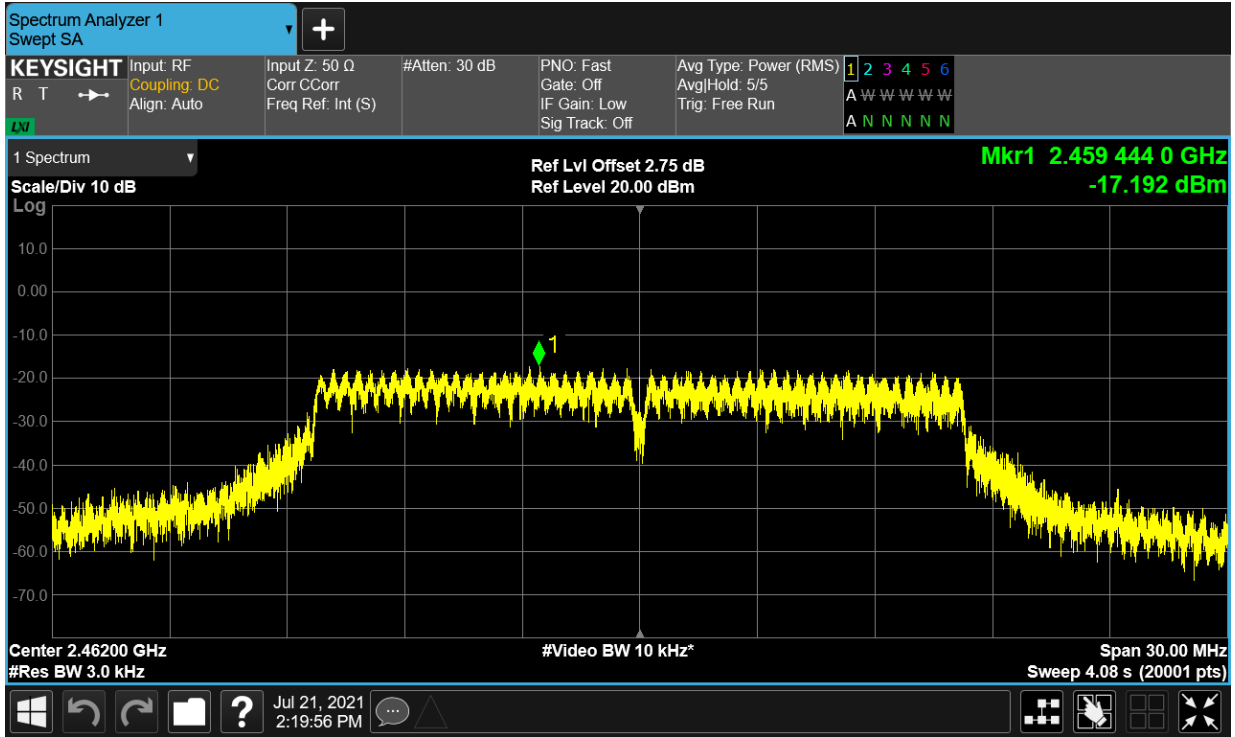 Spectrum Analyzer 1
Swept SA
+
KEYSIGHT
R T
LXI
Input: RF
Coupling: DC
Align: Auto
Input Z: 50 Ω
Corr CCorr
Freq Ref: Int (S)
#Atten: 30 dB
PNO: Fast
Gate: Off
IF Gain: Low
Sig Track: Off
Avg Type: Power (RMS)
Avg|Hold: 5/5
Trig: Free Run
1 2 3 4 5 6
A W W W W W
A N N N N N
1 Spectrum
Scale/Div 10 dB
Log
Ref Lvl Offset 2.75 dB
Ref Level 20.00 dBm
Mkr1 2.459 444 0 GHz
-17.192 dBm
10.0
0.00
-10.0
-20.0
-30.0
-40.0
-50.0
-60.0
-70.0
1
Center 2.46200 GHz
#Res BW 3.0 kHz
#Video BW 10 kHz*
Span 30.00 MHz
Sweep 4.08 s (20001 pts)
?
Jul 21, 2021
2:19:56 PM